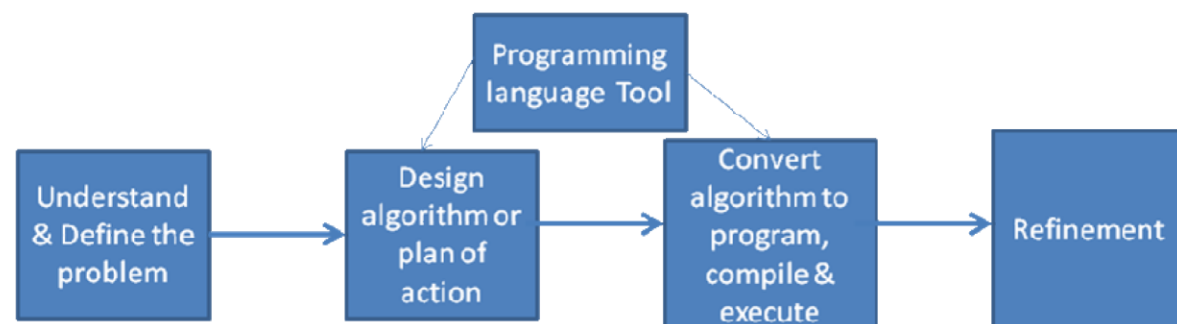 Programming
language Tool
Understand
& Define the
problem
Design
algorithm or
plan of
action
Convert
algorithm to
program,
compile &
execute
Refinement